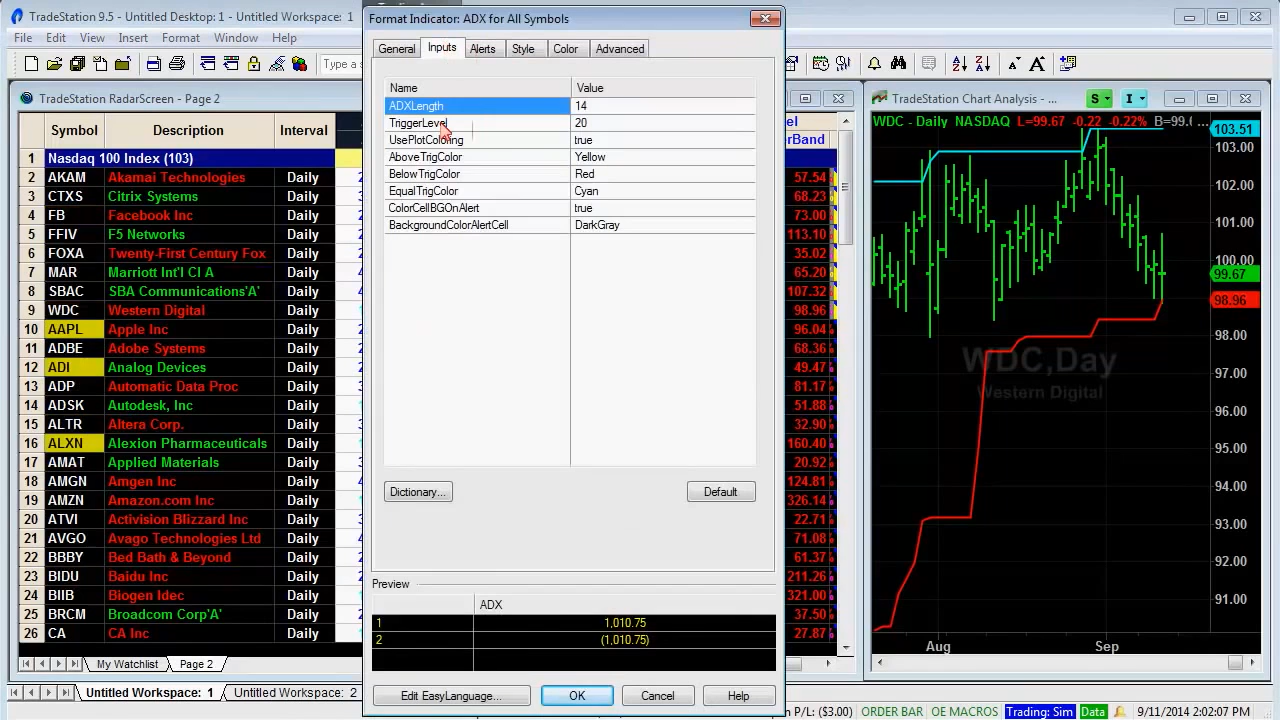 TradeStation 9.5 - Untitled Desktop: 1 - Untitled Workspace: 1
File Edit View Insert Format Window Help
Type a s
TradeStation RadarScreen - Page 2
Symbol Description Interval
1 Nasdaq 100 Index (103)
2 AKAM Akamai Technologies Daily
3 CTXS Citrix Systems Daily
4 FB Facebook Inc Daily
5 FFIV F5 Networks Daily
6 FOXA Twenty-First Century Fox Daily
7 MAR Marriott Int'l Cl A Daily
8 SBAC SBA Communications'A' Daily
9 WDC Western Digital Daily
10 AAPL Apple Inc Daily
11 ADBE Adobe Systems Daily
12 ADI Analog Devices Daily
13 ADP Automatic Data Proc Daily
14 ADSK Autodesk, Inc Daily
15 ALTR Altera Corp. Daily
16 ALXN Alexion Pharmaceuticals Daily
17 AMAT Applied Materials Daily
18 AMGN Amgen Inc Daily
19 AMZN Amazon.com Inc Daily
20 ATVI Activision Blizzard Inc Daily
21 AVGO Avago Technologies Ltd Daily
22 BBBY Bed Bath & Beyond Daily
23 BIDU Baidu Inc Daily
24 BIIB Biogen Idec Daily
25 BRCM Broadcom Corp'A' Daily
26 CA CA Inc Daily
My Watchlist Page 2
Untitled Workspace: 1 Untitled Workspace: 2
Format Indicator: ADX for All Symbols
General Inputs Alerts Style Color Advanced
Name Value
ADXLength 14
TriggerLevel 20
UsePlotColoring true
AboveTrigColor Yellow
BelowTrigColor Red
EqualTrigColor Cyan
ColorCellBGOnAlert true
BackgroundColorAlertCell DarkGray
Dictionary... Default
Preview
ADX
1 1,010.75
2 (1,010.75)
Edit EasyLanguage... OK Cancel Help
el
erBand
57.54
68.23
73.00
113.10
35.02
65.20
107.32
98.96
96.04
68.36
49.47
81.17
51.88
32.90
160.40
20.92
124.81
326.14
22.71
71.08
61.37
211.26
321.00
37.50
27.87
TradeStation Chart Analysis - ...
S I
WDC - Daily NASDAQ L=99.67 -0.22 -0.22% B=99.6 ...
103.51
103.00
102.00
101.00
100.00
99.67
98.96
98.00
97.00
96.00
95.00
94.00
93.00
92.00
91.00
WDC,Day
Western Digital
Aug Sep
n P/L: ($3.00) ORDER BAR OE MACROS Trading: Sim Data 9/11/2014 2:02:07 PM